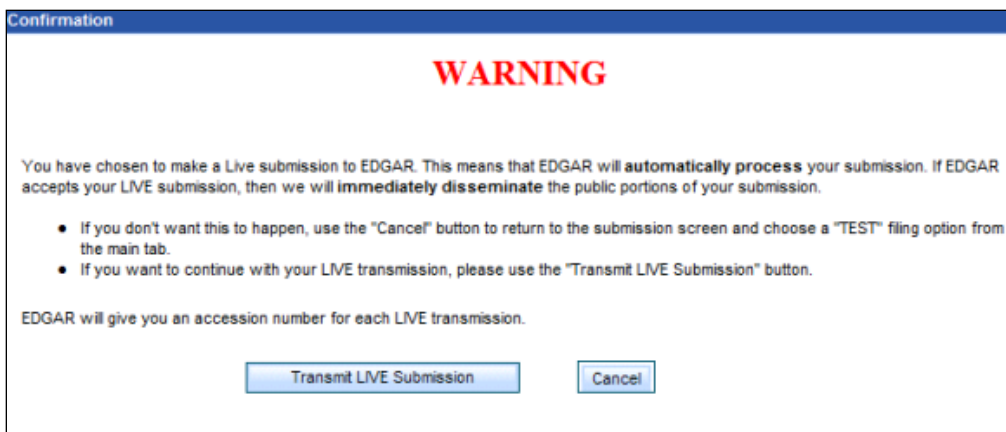 Confirmation
WARNING
You have chosen to make a Live submission to EDGAR. This means that EDGAR will automatically process your submission. If EDGAR
accepts your LIVE submission, then we will immediately disseminate the public portions of your submission.
• If you don't want this to happen, use the "Cancel" button to return to the submission screen and choose a "TEST" filing option from
the main tab.
• If you want to continue with your LIVE transmission, please use the "Transmit LIVE Submission" button.
EDGAR will give you an accession number for each LIVE transmission.
Transmit LIVE Submission Cancel